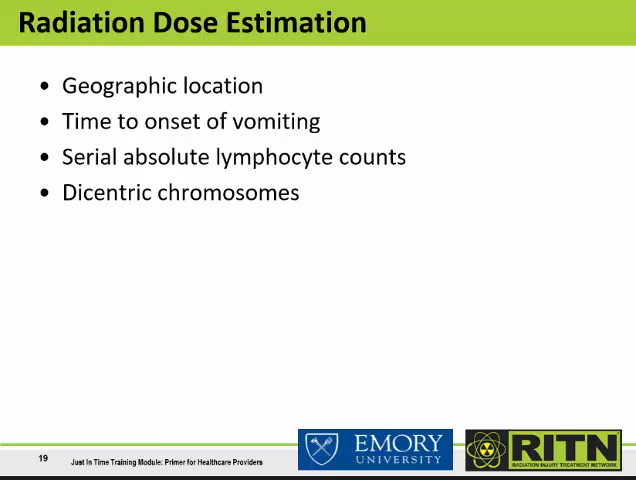 Radiation Dose Estimation
• Geographic location
• Time to onset of vomiting
• Serial absolute lymphocyte counts
• Dicentric chromosomes
19
Just In Time Training Module: Primer for Healthcare Providers
EMORY
UNIVERSITY
RITN
RADIATION INJURY TREATMENT NETWORK